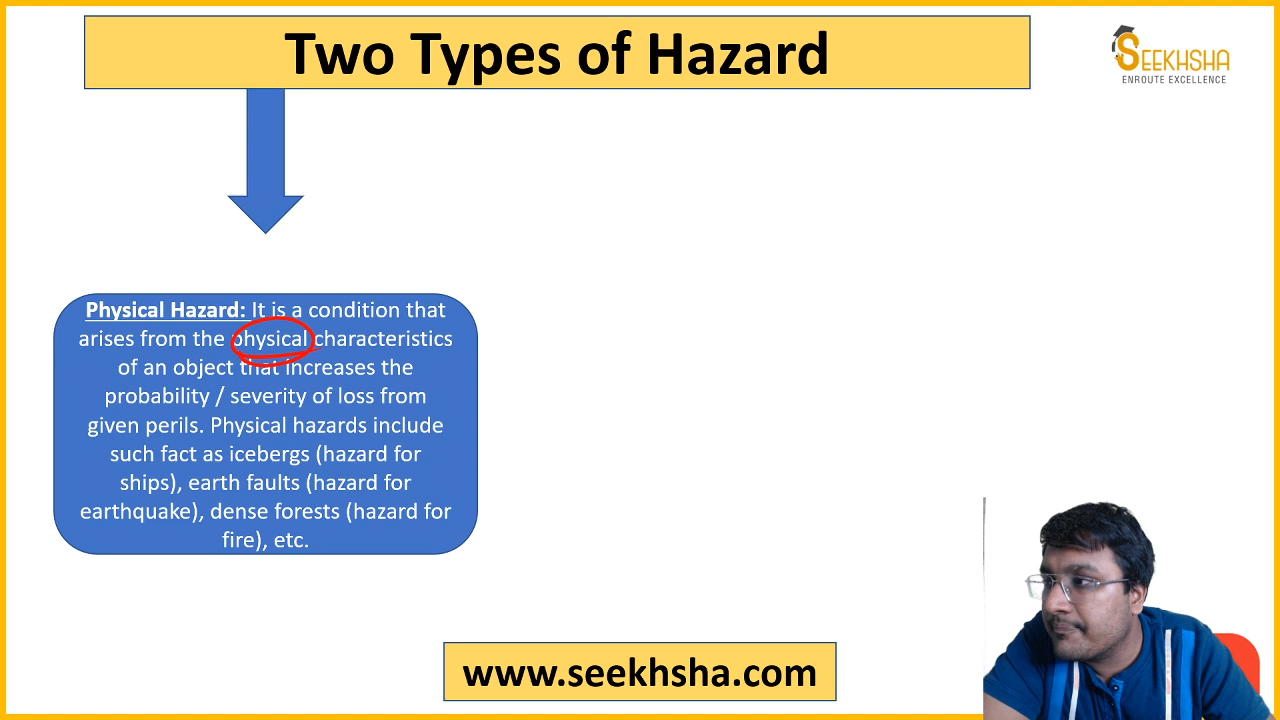 Two Types of Hazard
SEEKHSHA
ENROUTE EXCELLENCE
Physical Hazard: It is a condition that
arises from the physical characteristics
of an object that increases the
probability / severity of loss from
given perils. Physical hazards include
such fact as icebergs (hazard for
ships), earth faults (hazard for
earthquake), dense forests (hazard for
fire), etc.
www.seekhsha.com